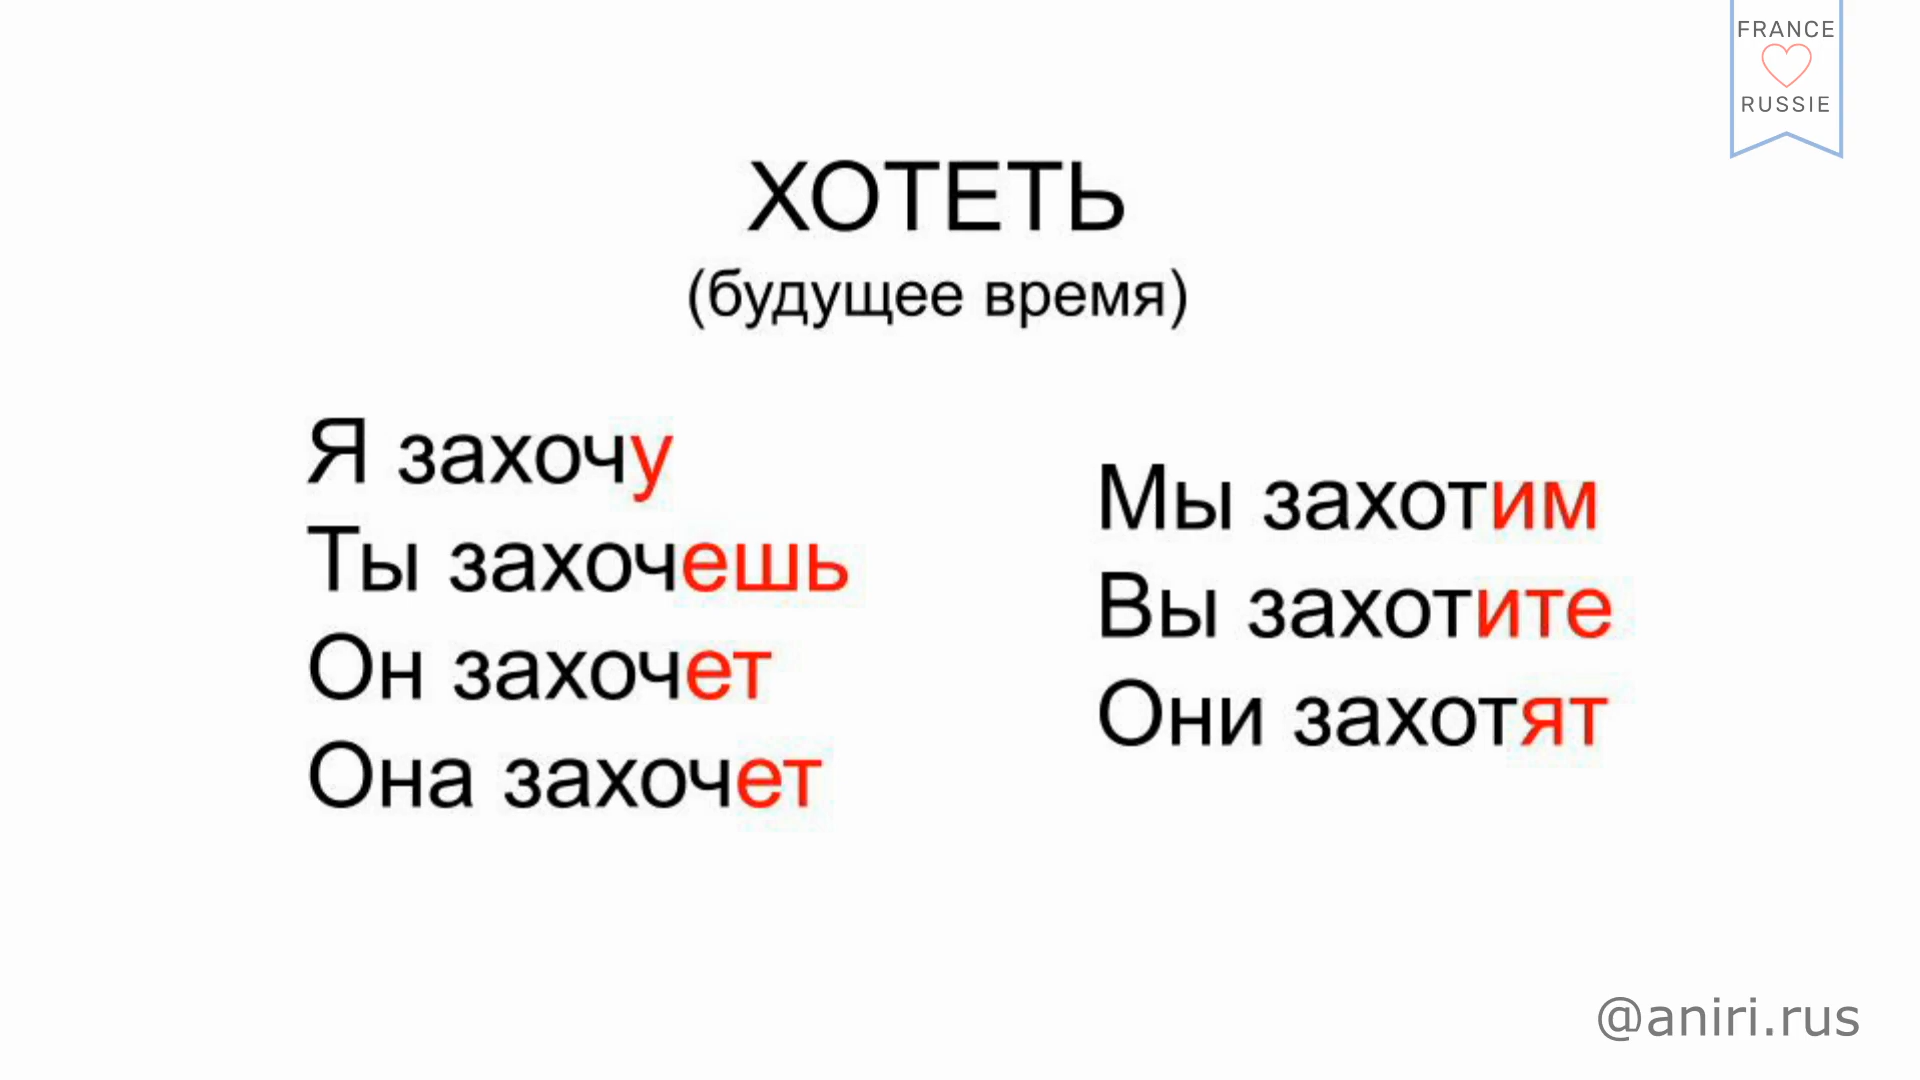 FRANCE
RUSSIE
ХОТЕТЬ
(будущее время)
Я захочу
Ты захочешь
Он захочет
Она захочет
Мы захотим
Вы захотите
Они захотят
@aniri.rus